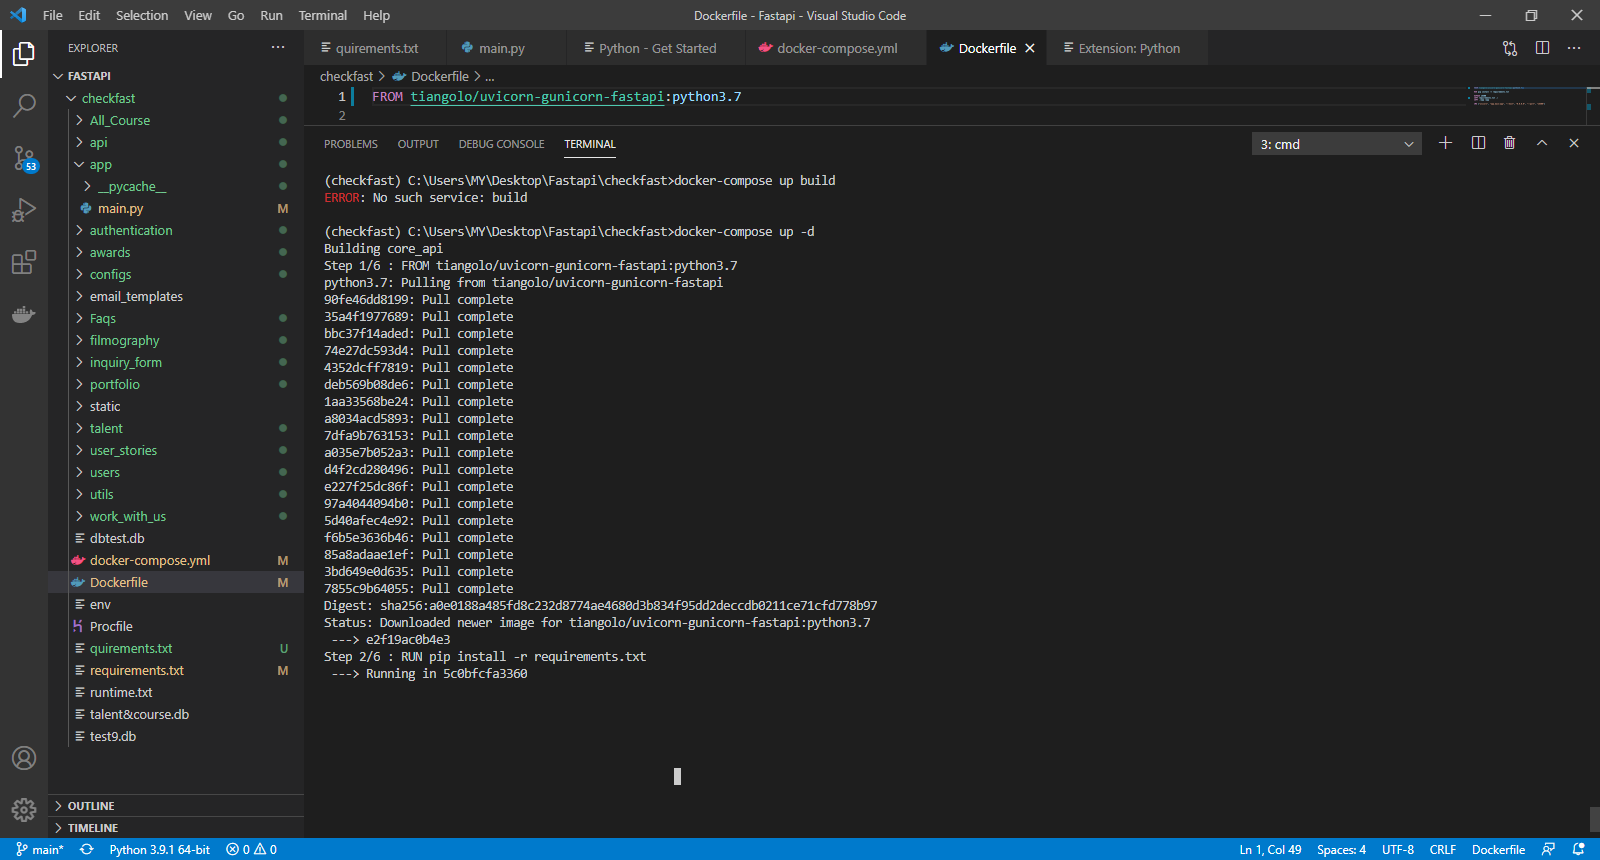 File Edit Selection View Go Run Terminal Help
Dockerfile - Fastapi - Visual Studio Code
EXPLORER
FASTAPI
checkfast
All_Course
api
app
__pycache__
main.py M
authentication
awards
configs
email_templates
Faqs
filmography
inquiry_form
portfolio
static
talent
user_stories
users
utils
work_with_us
dbtest.db
docker-compose.yml M
Dockerfile M
env
Procfile
quirements.txt U
requirements.txt M
runtime.txt
talent&course.db
test9.db
OUTLINE
TIMELINE
53
quirements.txt main.py Python - Get Started docker-compose.yml Dockerfile Extension: Python
checkfast > Dockerfile > ...
1 FROM tiangolo/uvicorn-gunicorn-fastapi:python3.7
2
PROBLEMS OUTPUT DEBUG CONSOLE TERMINAL
3: cmd
(checkfast) C:\Users\MY\Desktop\Fastapi\checkfast>docker-compose up build
ERROR: No such service: build
(checkfast) C:\Users\MY\Desktop\Fastapi\checkfast>docker-compose up -d
Building core_api
Step 1/6 : FROM tiangolo/uvicorn-gunicorn-fastapi:python3.7
python3.7: Pulling from tiangolo/uvicorn-gunicorn-fastapi
90fe46dd8199: Pull complete
35a4f1977689: Pull complete
bbc37f14aded: Pull complete
74e27dc593d4: Pull complete
4352dcff7819: Pull complete
deb569b08de6: Pull complete
1aa33568be24: Pull complete
a8034acd5893: Pull complete
7dfa9b763153: Pull complete
a035e7b052a3: Pull complete
d4f2cd280496: Pull complete
e227f25dc86f: Pull complete
97a4044094b0: Pull complete
5d40afec4e92: Pull complete
f6b5e3636b46: Pull complete
85a8adaae1ef: Pull complete
3bd649e0d635: Pull complete
7855c9b64055: Pull complete
Digest: sha256:a0e0188a485fd8c232d8774ae4680d3b834f95dd2deccdb0211ce71cfd778b97
Status: Downloaded newer image for tiangolo/uvicorn-gunicorn-fastapi:python3.7
---> e2f19ac0b4e3
Step 2/6 : RUN pip install -r requirements.txt
---> Running in 5c0bfcfa3360
main* Python 3.9.1 64-bit 0 0 Ln 1, Col 49 Spaces: 4 UTF-8 CRLF Dockerfile